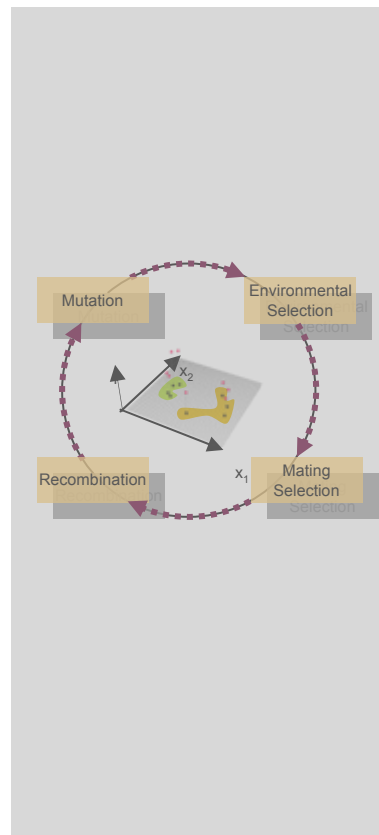 Mutation
Environmental
Selection
x2
Recombination
x1
Mating
Selection